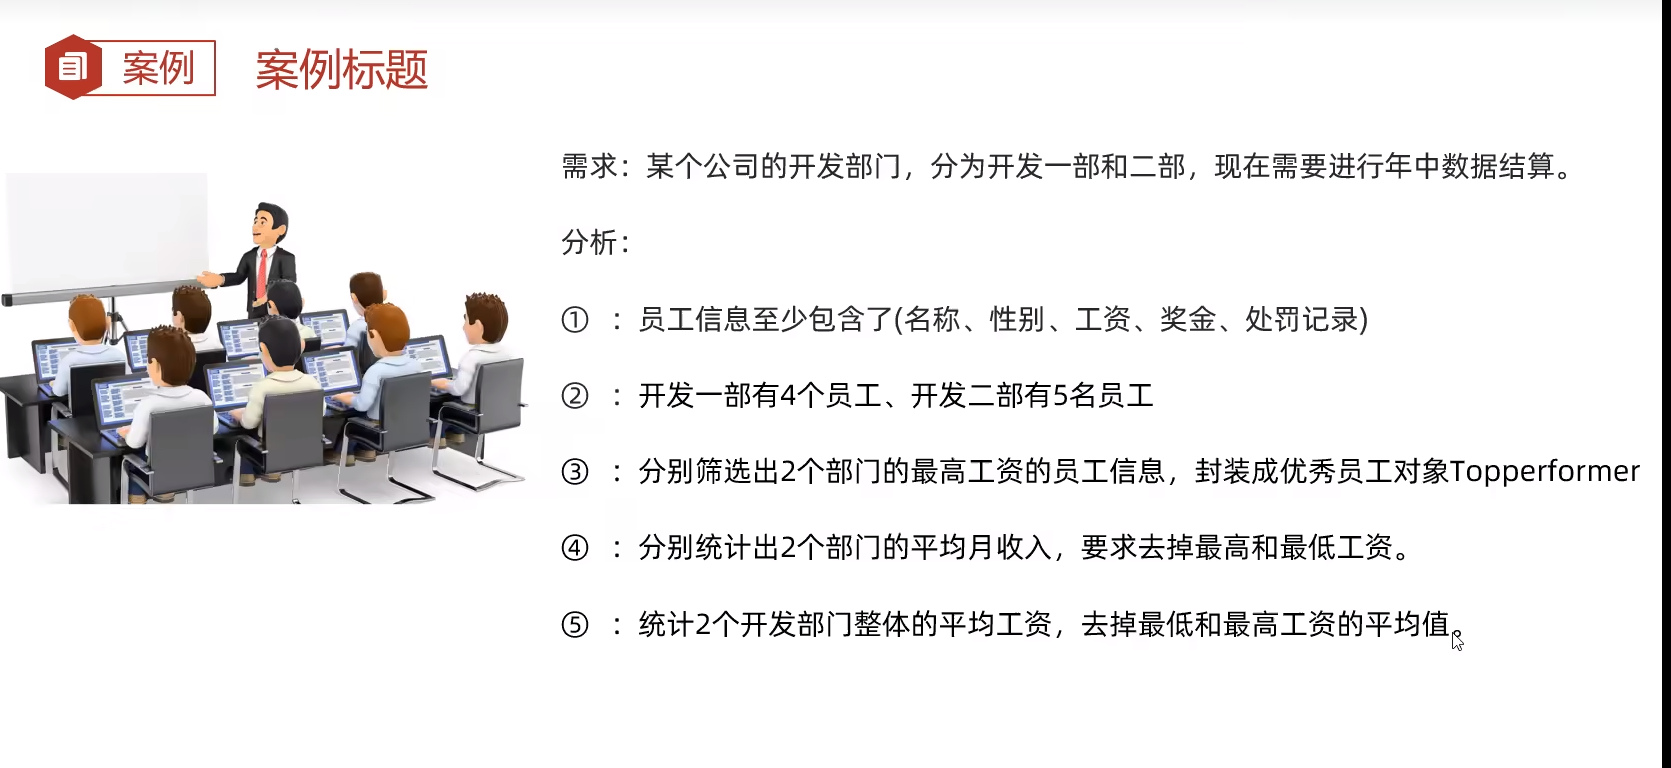 案例 案例标题
需求：某个公司的开发部门，分为开发一部和二部，现在需要进行年中数据结算。
分析：
① ：员工信息至少包含了(名称、性别、工资、奖金、处罚记录)
② ：开发一部有4个员工、开发二部有5名员工
③ ：分别筛选出2个部门的最高工资的员工信息，封装成优秀员工对象Topperformer
④ ：分别统计出2个部门的平均月收入，要求去掉最高和最低工资。
⑤ ：统计2个开发部门整体的平均工资，去掉最低和最高工资的平均值。